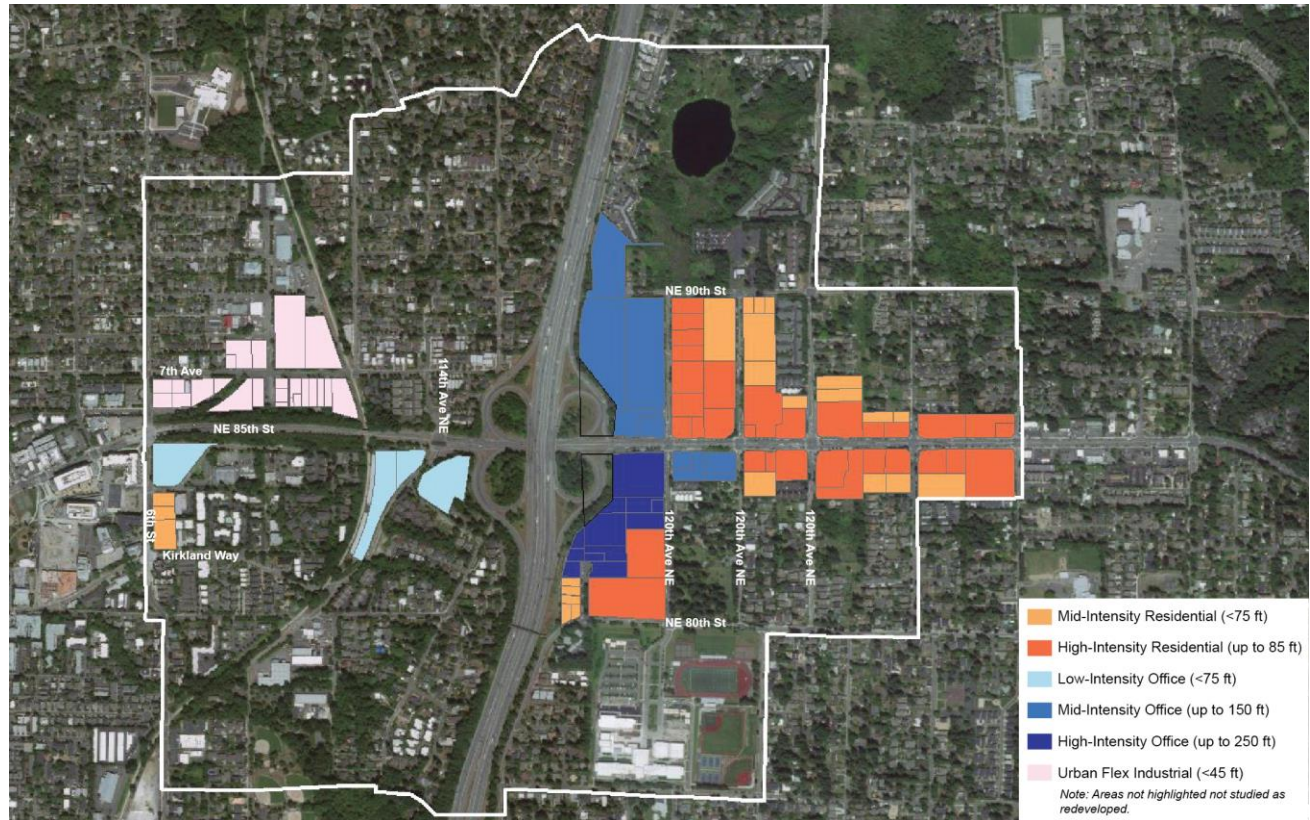 NE 90th St
7th Ave
114th Ave NE
NE 85th St
6th St
Kirkland Way
120th Ave NE
120th Ave NE
120th Ave NE
NE 80th St
Mid-Intensity Residential (<75 ft)
High-Intensity Residential (up to 85 ft)
Low-Intensity Office (<75 ft)
Mid-Intensity Office (up to 150 ft)
High-Intensity Office (up to 250 ft)
Urban Flex Industrial (<45 ft)
Note: Areas not highlighted not studied as
redeveloped.